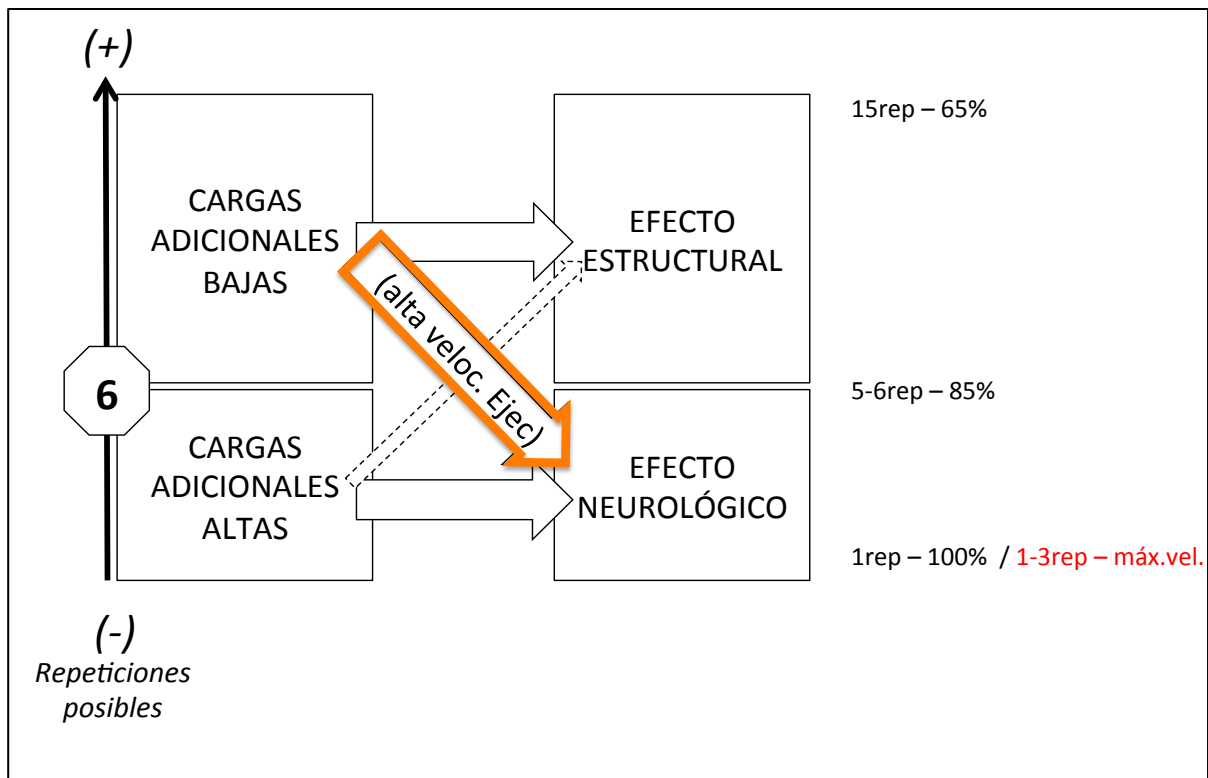 (+)
CARGAS
ADICIONALES
BAJAS
EFECTO
ESTRUCTURAL
15rep – 65%
(alta veloc. Ejec)
6
5-6rep – 85%
CARGAS
ADICIONALES
ALTAS
EFECTO
NEUROLÓGICO
1rep – 100% / 1-3rep – máx.vel.
(-)
Repeticiones
posibles